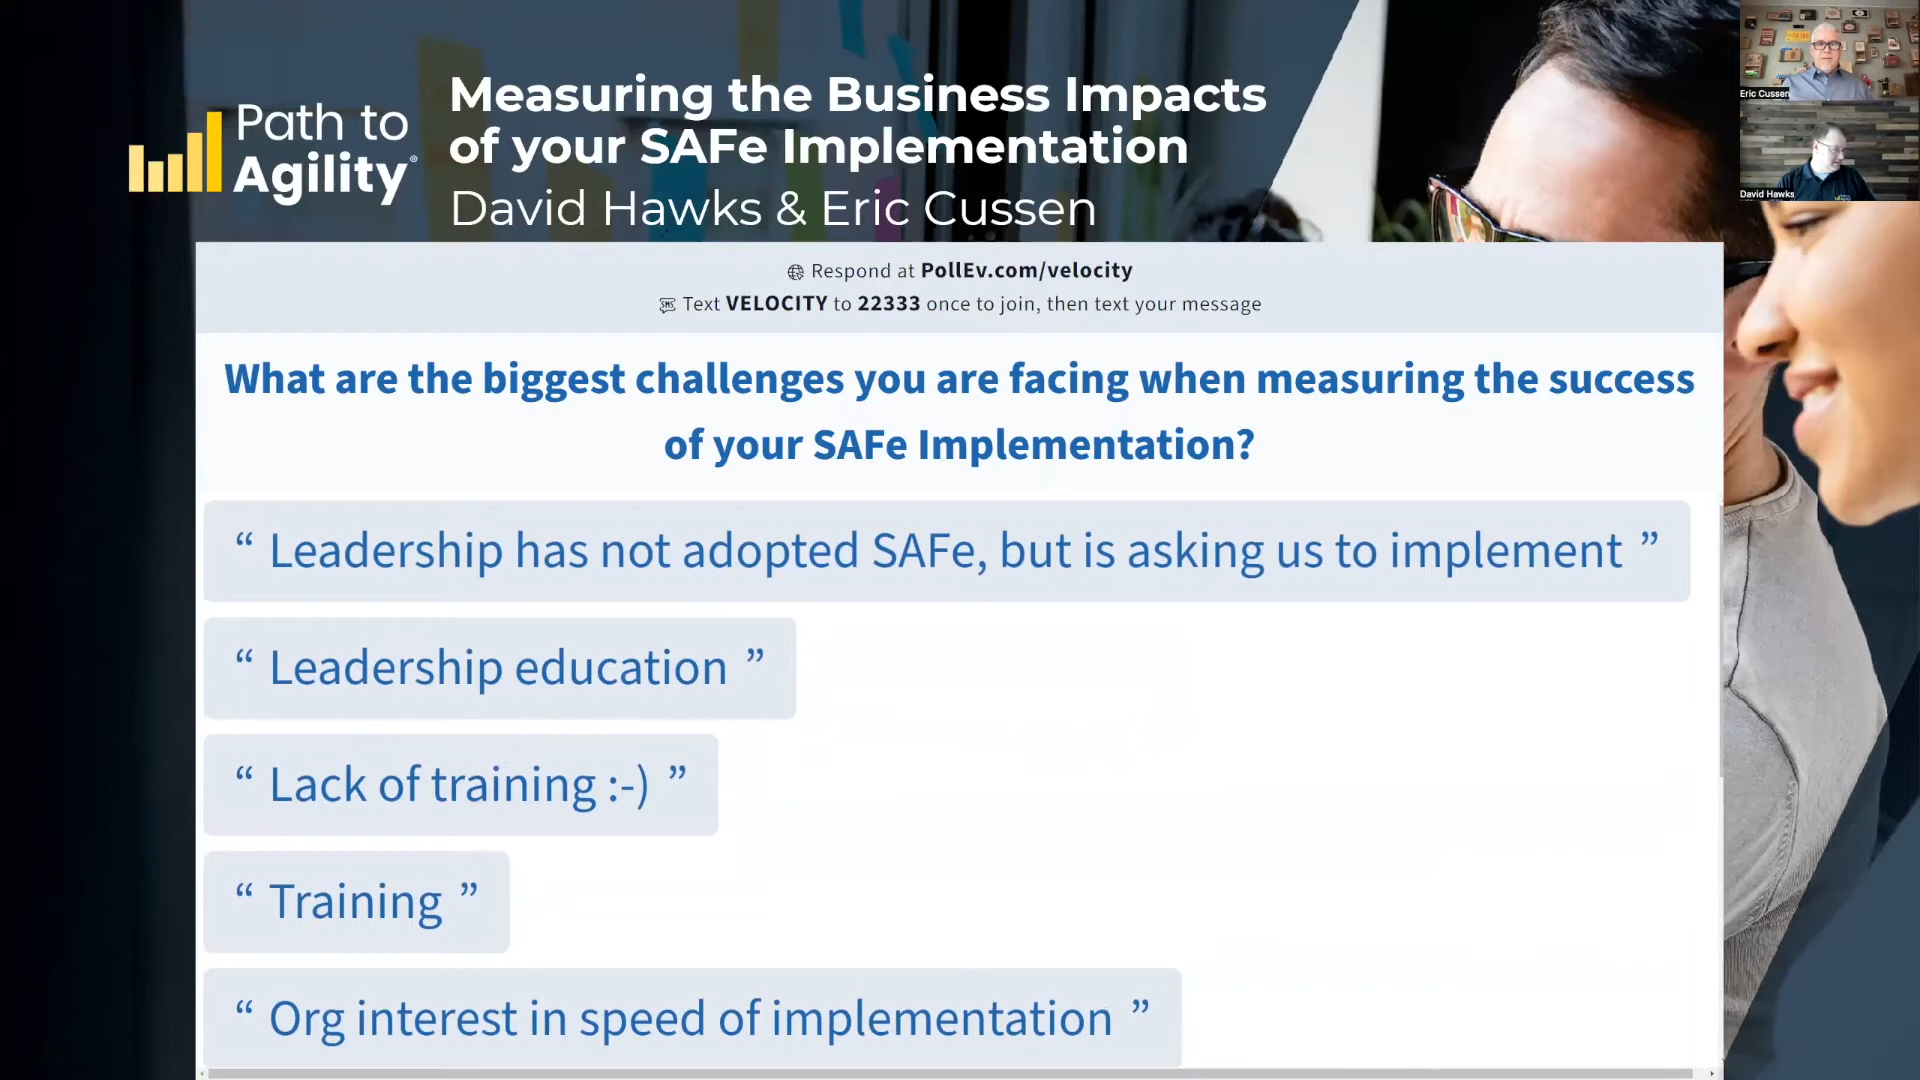 Path to
Agility®
Measuring the Business Impacts
of your SAFe Implementation
David Hawks & Eric Cussen
Eric Cussen
David Hawks
Respond at PollEv.com/velocity
SMS Text VELOCITY to 22333 once to join, then text your message
What are the biggest challenges you are facing when measuring the success
of your SAFe Implementation?
“ Leadership has not adopted SAFe, but is asking us to implement ”
“ Leadership education ”
“ Lack of training :-) ”
“ Training ”
“ Org interest in speed of implementation ”